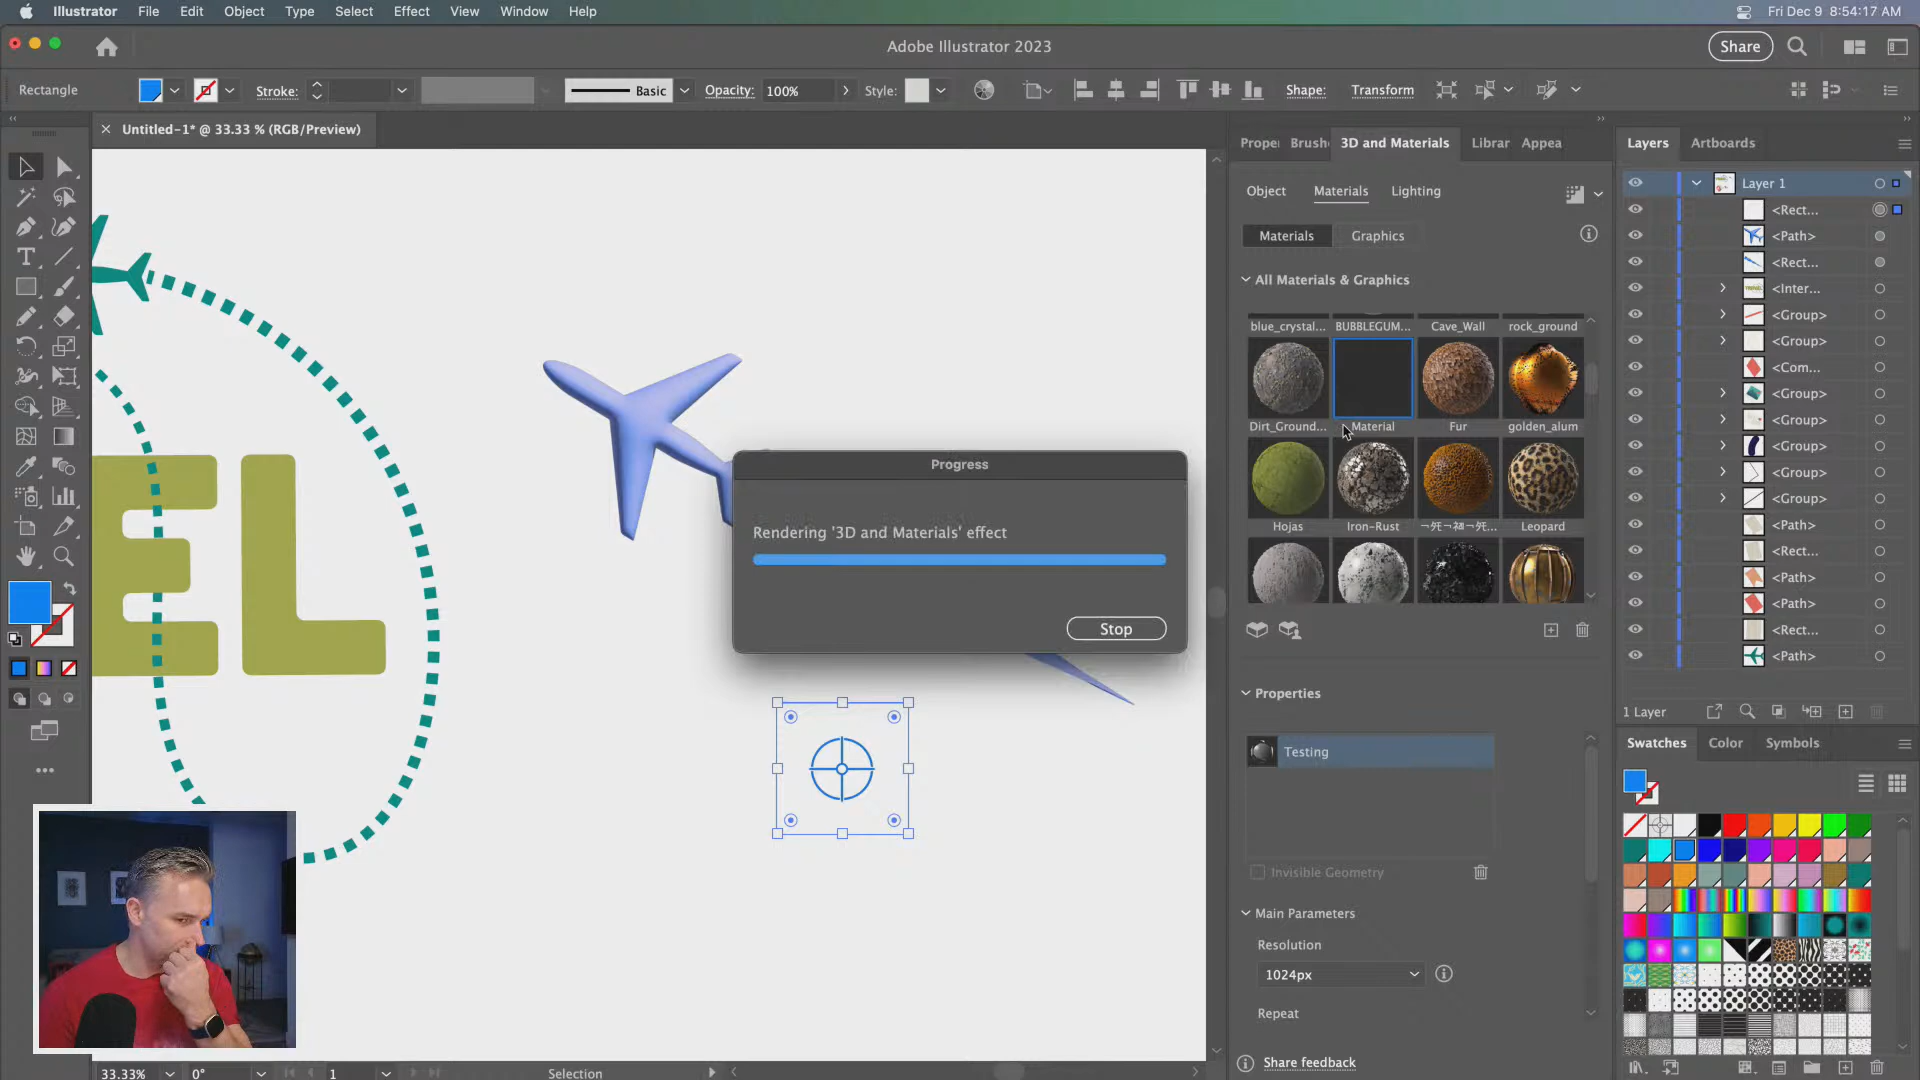 Illustrator File Edit Object Type Select Effect View Window Help
Fri Dec 9 8:54:17 AM
Adobe Illustrator 2023
Share
Rectangle
Stroke:
Basic
Opacity:
100%
Style:
Shape:
Transform
Untitled-1* @ 33.33 % (RGB/Preview)
Prope Brushe 3D and Materials Librar Appea
Object Materials Lighting
Materials Graphics
All Materials & Graphics
blue_crystal... BUBBLEGUM... Cave_Wall rock_ground
Dirt_Ground... Material Fur golden_alum
Hojas Iron-Rust Leopard
Properties
Testing
Invisible Geometry
Main Parameters
Resolution
1024px
Repeat
Share feedback
Progress
Rendering '3D and Materials' effect
Stop
EL
Layers Artboards
Layer 1
<Rect...
<Path>
<Rect...
<Inter...
<Group>
<Group>
<Com...
<Group>
<Group>
<Group>
<Group>
<Group>
<Path>
<Rect...
<Path>
<Path>
<Rect...
<Path>
1 Layer
Swatches Color Symbols
33.33% 0° 1 Selection